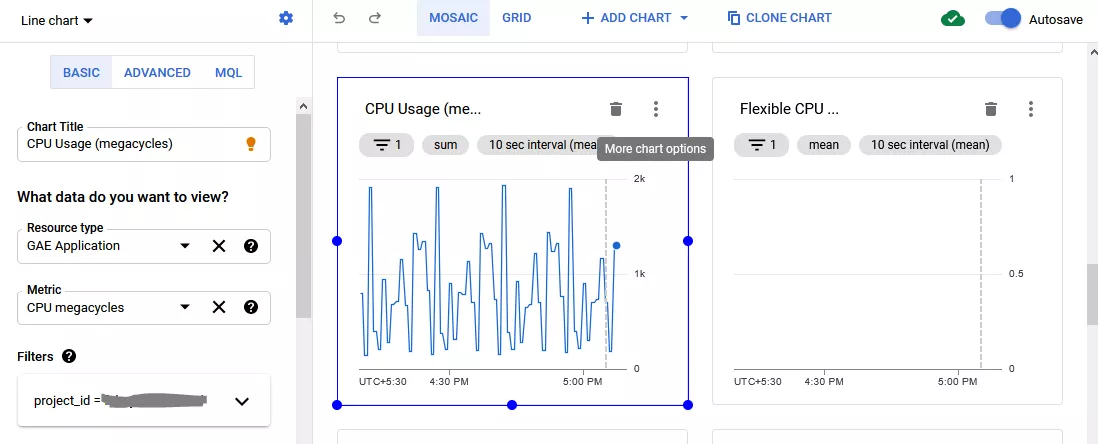 Line chart
MOSAIC
GRID
ADD CHART
CLONE CHART
Autosave
BASIC
ADVANCED
MQL
Chart Title
CPU Usage (megacycles)
What data do you want to view?
Resource type
GAE Application
Metric
CPU megacycles
Filters
project_id =
CPU Usage (me...
1
sum
10 sec interval (mea
More chart options
2k
1k
0
UTC+5:30
4:30 PM
5:00 PM
Flexible CPU ...
1
mean
10 sec interval (mean)
1
0.5
0
UTC+5:30
4:30 PM
5:00 PM